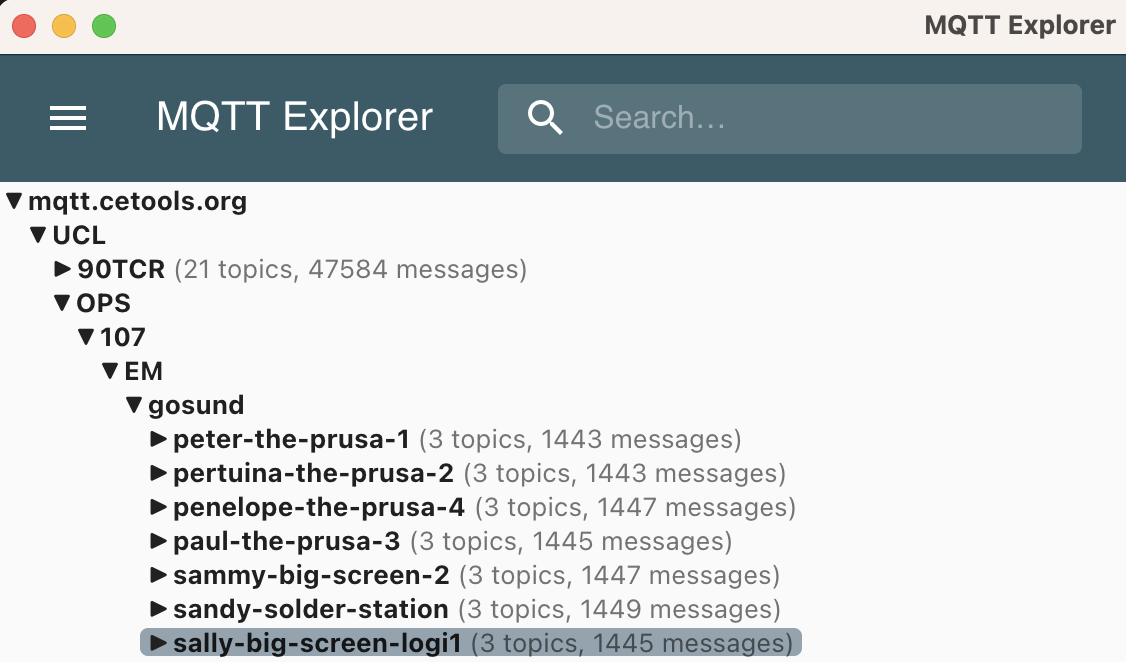 MQTT Explorer
MQTT Explorer
Search...
mqtt.cetools.org
UCL
90TCR (21 topics, 47584 messages)
OPS
107
EM
gosund
peter-the-prusa-1 (3 topics, 1443 messages)
pertuina-the-prusa-2 (3 topics, 1443 messages)
penelope-the-prusa-4 (3 topics, 1447 messages)
paul-the-prusa-3 (3 topics, 1445 messages)
sammy-big-screen-2 (3 topics, 1447 messages)
sandy-solder-station (3 topics, 1449 messages)
sally-big-screen-logi1 (3 topics, 1445 messages)